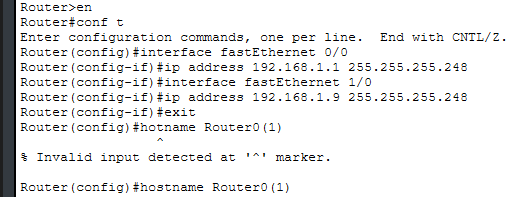 Router>en
Router#conf t
Enter configuration commands, one per line.  End with CNTL/Z.
Router(config)#interface fastEthernet 0/0
Router(config-if)#ip address 192.168.1.1 255.255.255.248
Router(config-if)#interface fastEthernet 1/0
Router(config-if)#ip address 192.168.1.9 255.255.255.248
Router(config-if)#exit
Router(config)#hotname Router0(1)
                ^
% Invalid input detected at '^' marker.
Router(config)#hostname Router0(1)